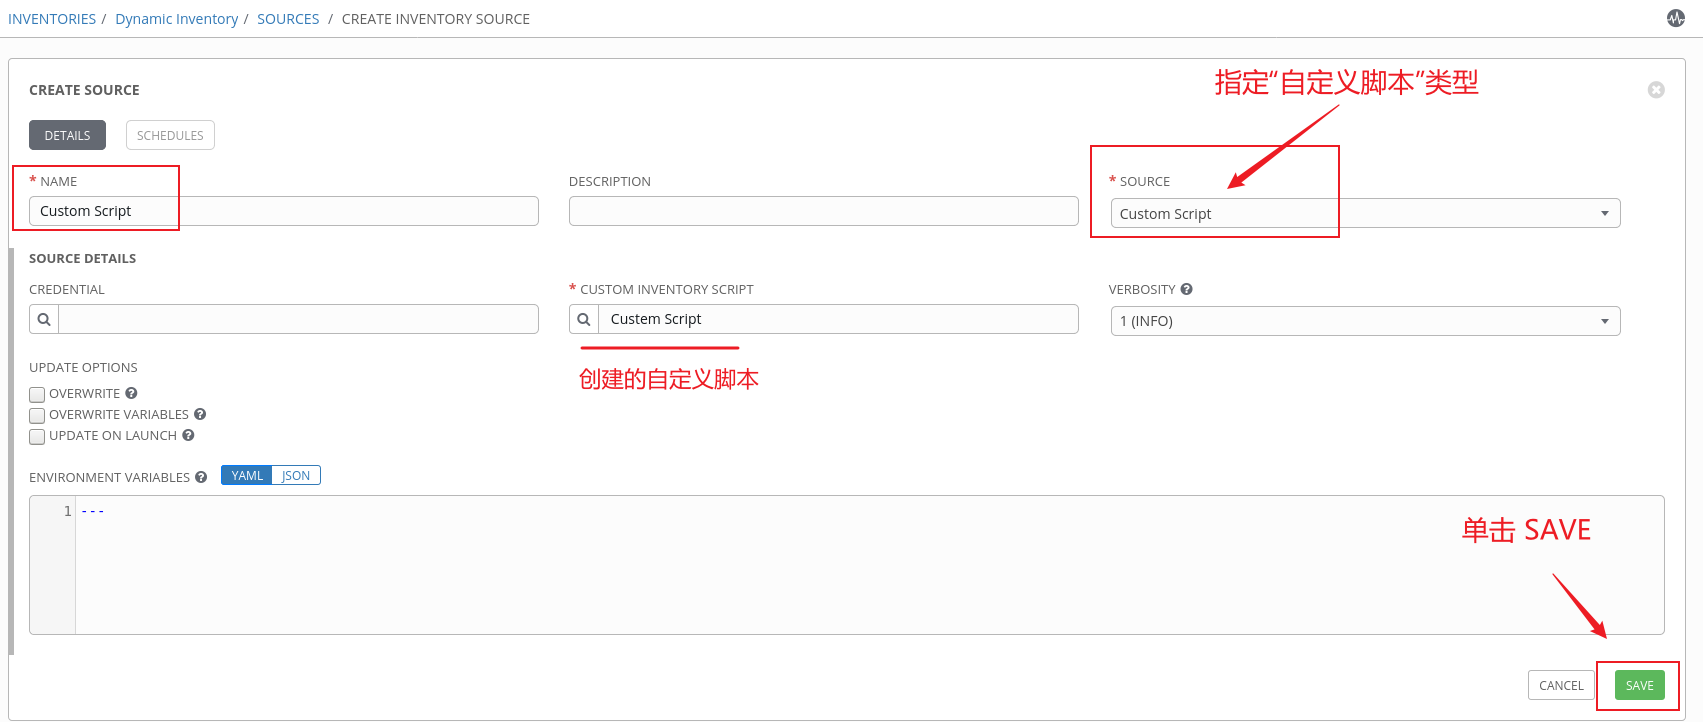 INVENTORIES / Dynamic Inventory / SOURCES / CREATE INVENTORY SOURCE
指定“自定义脚本”类型
CREATE SOURCE
DETAILS SCHEDULES
* NAME DESCRIPTION * SOURCE
Custom Script Custom Script
SOURCE DETAILS
CREDENTIAL * CUSTOM INVENTORY SCRIPT VERBOSITY ?
Custem Script 1 (INFO)
创建的自定义脚本
UPDATE OPTIONS
OVERWRITE ?
OVERWRITE VARIABLES ?
UPDATE ON LAUNCH ?
ENVIRONMENT VARIABLES ? YAML JSON
1 ---
单击 SAVE
CANCEL SAVE